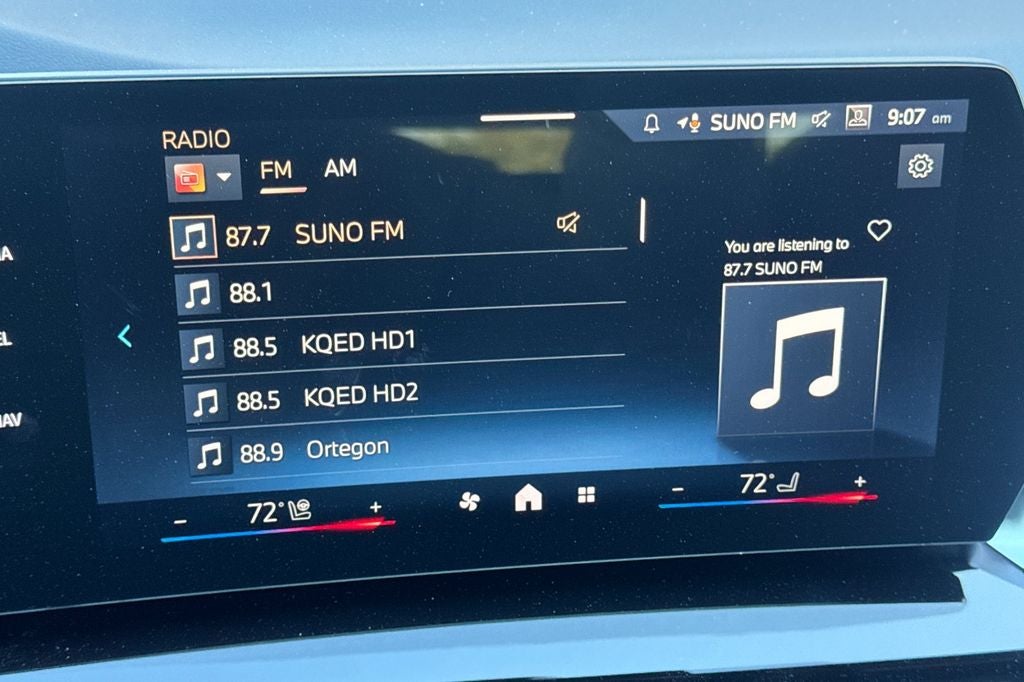 RADIO
SUNO FM 9:07 am
FM AM
87.7 SUNO FM
88.1
88.5 KQED HD1
88.5 KQED HD2
88.9 Ortegon
You are listening to
87.7 SUNO FM
- 72° +
- 72° +